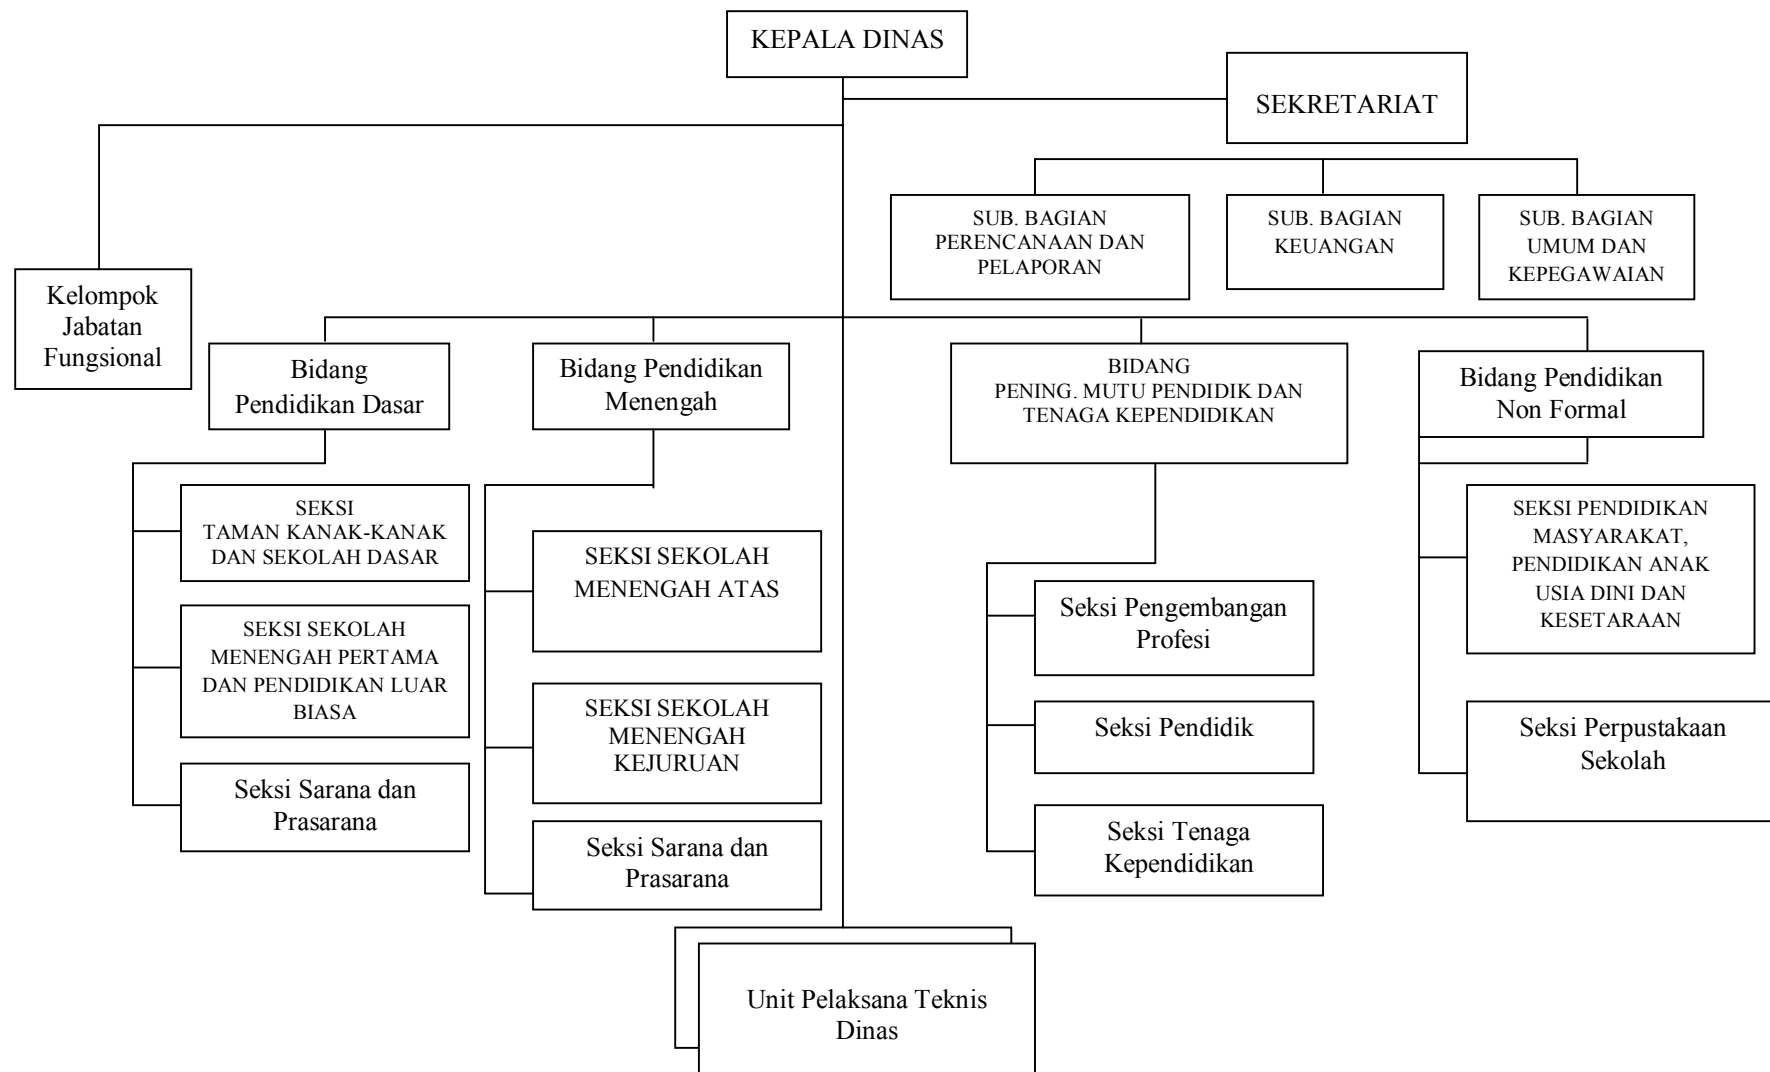 KEPALA DINAS
SEKRETARIAT
SUB. BAGIAN
PERENCANAAN DAN
PELAPORAN
SUB. BAGIAN
KEUANGAN
SUB. BAGIAN
UMUM DAN
KEPEGAWAIAN
Kelompok
Jabatan
Fungsional
Bidang
Pendidikan Dasar
Bidang Pendidikan
Menengah
BIDANG
PENING. MUTU PENDIDIK DAN
TENAGA KEPENDIDIKAN
Bidang Pendidikan
Non Formal
SEKSI
TAMAN KANAK-KANAK
DAN SEKOLAH DASAR
SEKSI SEKOLAH
MENENGAH PERTAMA
DAN PENDIDIKAN LUAR
BIASA
Seksi Sarana dan
Prasarana
SEKSI SEKOLAH
MENENGAH ATAS
SEKSI SEKOLAH
MENENGAH
KEJURUAN
Seksi Sarana dan
Prasarana
Seksi Pengembangan
Profesi
Seksi Pendidik
Seksi Tenaga
Kependidikan
SEKSI PENDIDIKAN
MASYARAKAT,
PENDIDIKAN ANAK
USIA DINI DAN
KESETARAAN
Seksi Perpustakaan
Sekolah
Unit Pelaksana Teknis
Dinas